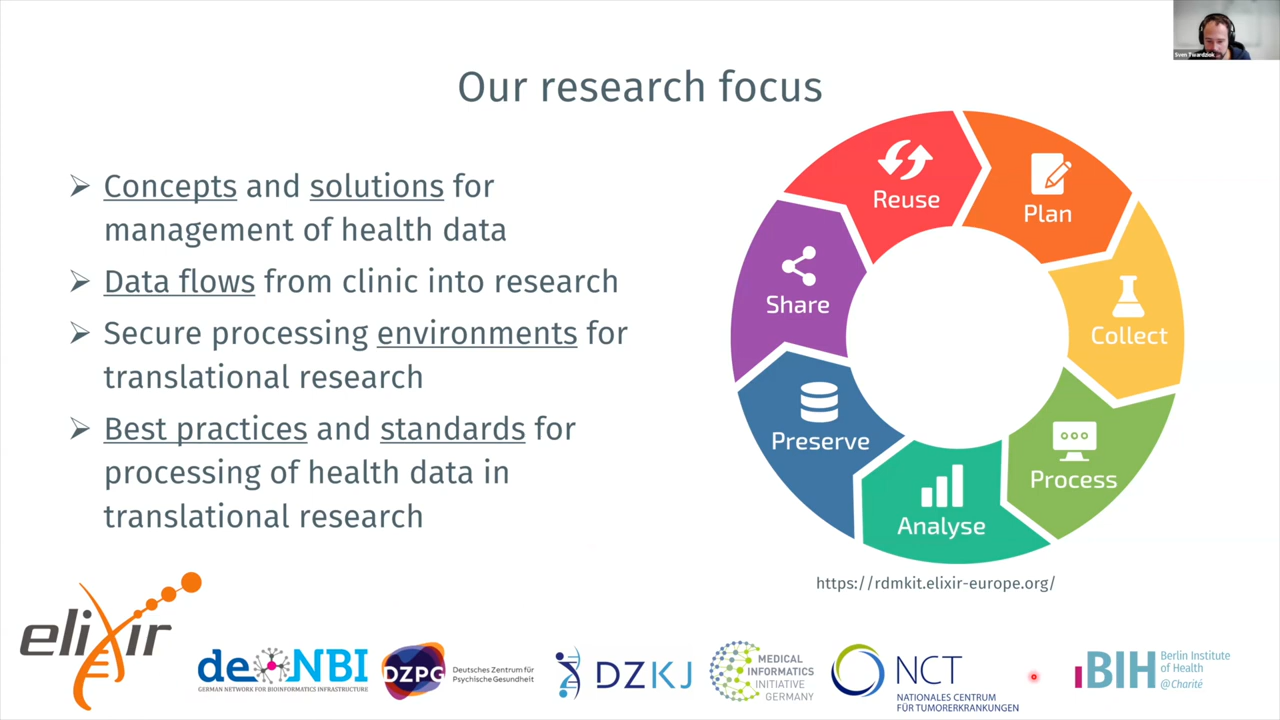 Sven Twardziok
Our research focus
Concepts and solutions for
management of health data
Data flows from clinic into research
Secure processing environments for
translational research
Best practices and standards for
processing of health data in
translational research
Reuse
Plan
Collect
Process
Analyse
Preserve
Share
https://rdmkit.elixir-europe.org/
elixir
de.NBI
GERMAN NETWORK FOR BIOINFORMATICS INFRASTRUCTURE
DZPG
Deutsches Zentrum für
Psychische Gesundheit
DZKJ
MEDICAL
INFORMATICS
INITIATIVE
GERMANY
NCT
NATIONALES CENTRUM
FÜR TUMORERKRANKUNGEN
BIH
Berlin Institute
of Health
@Charité